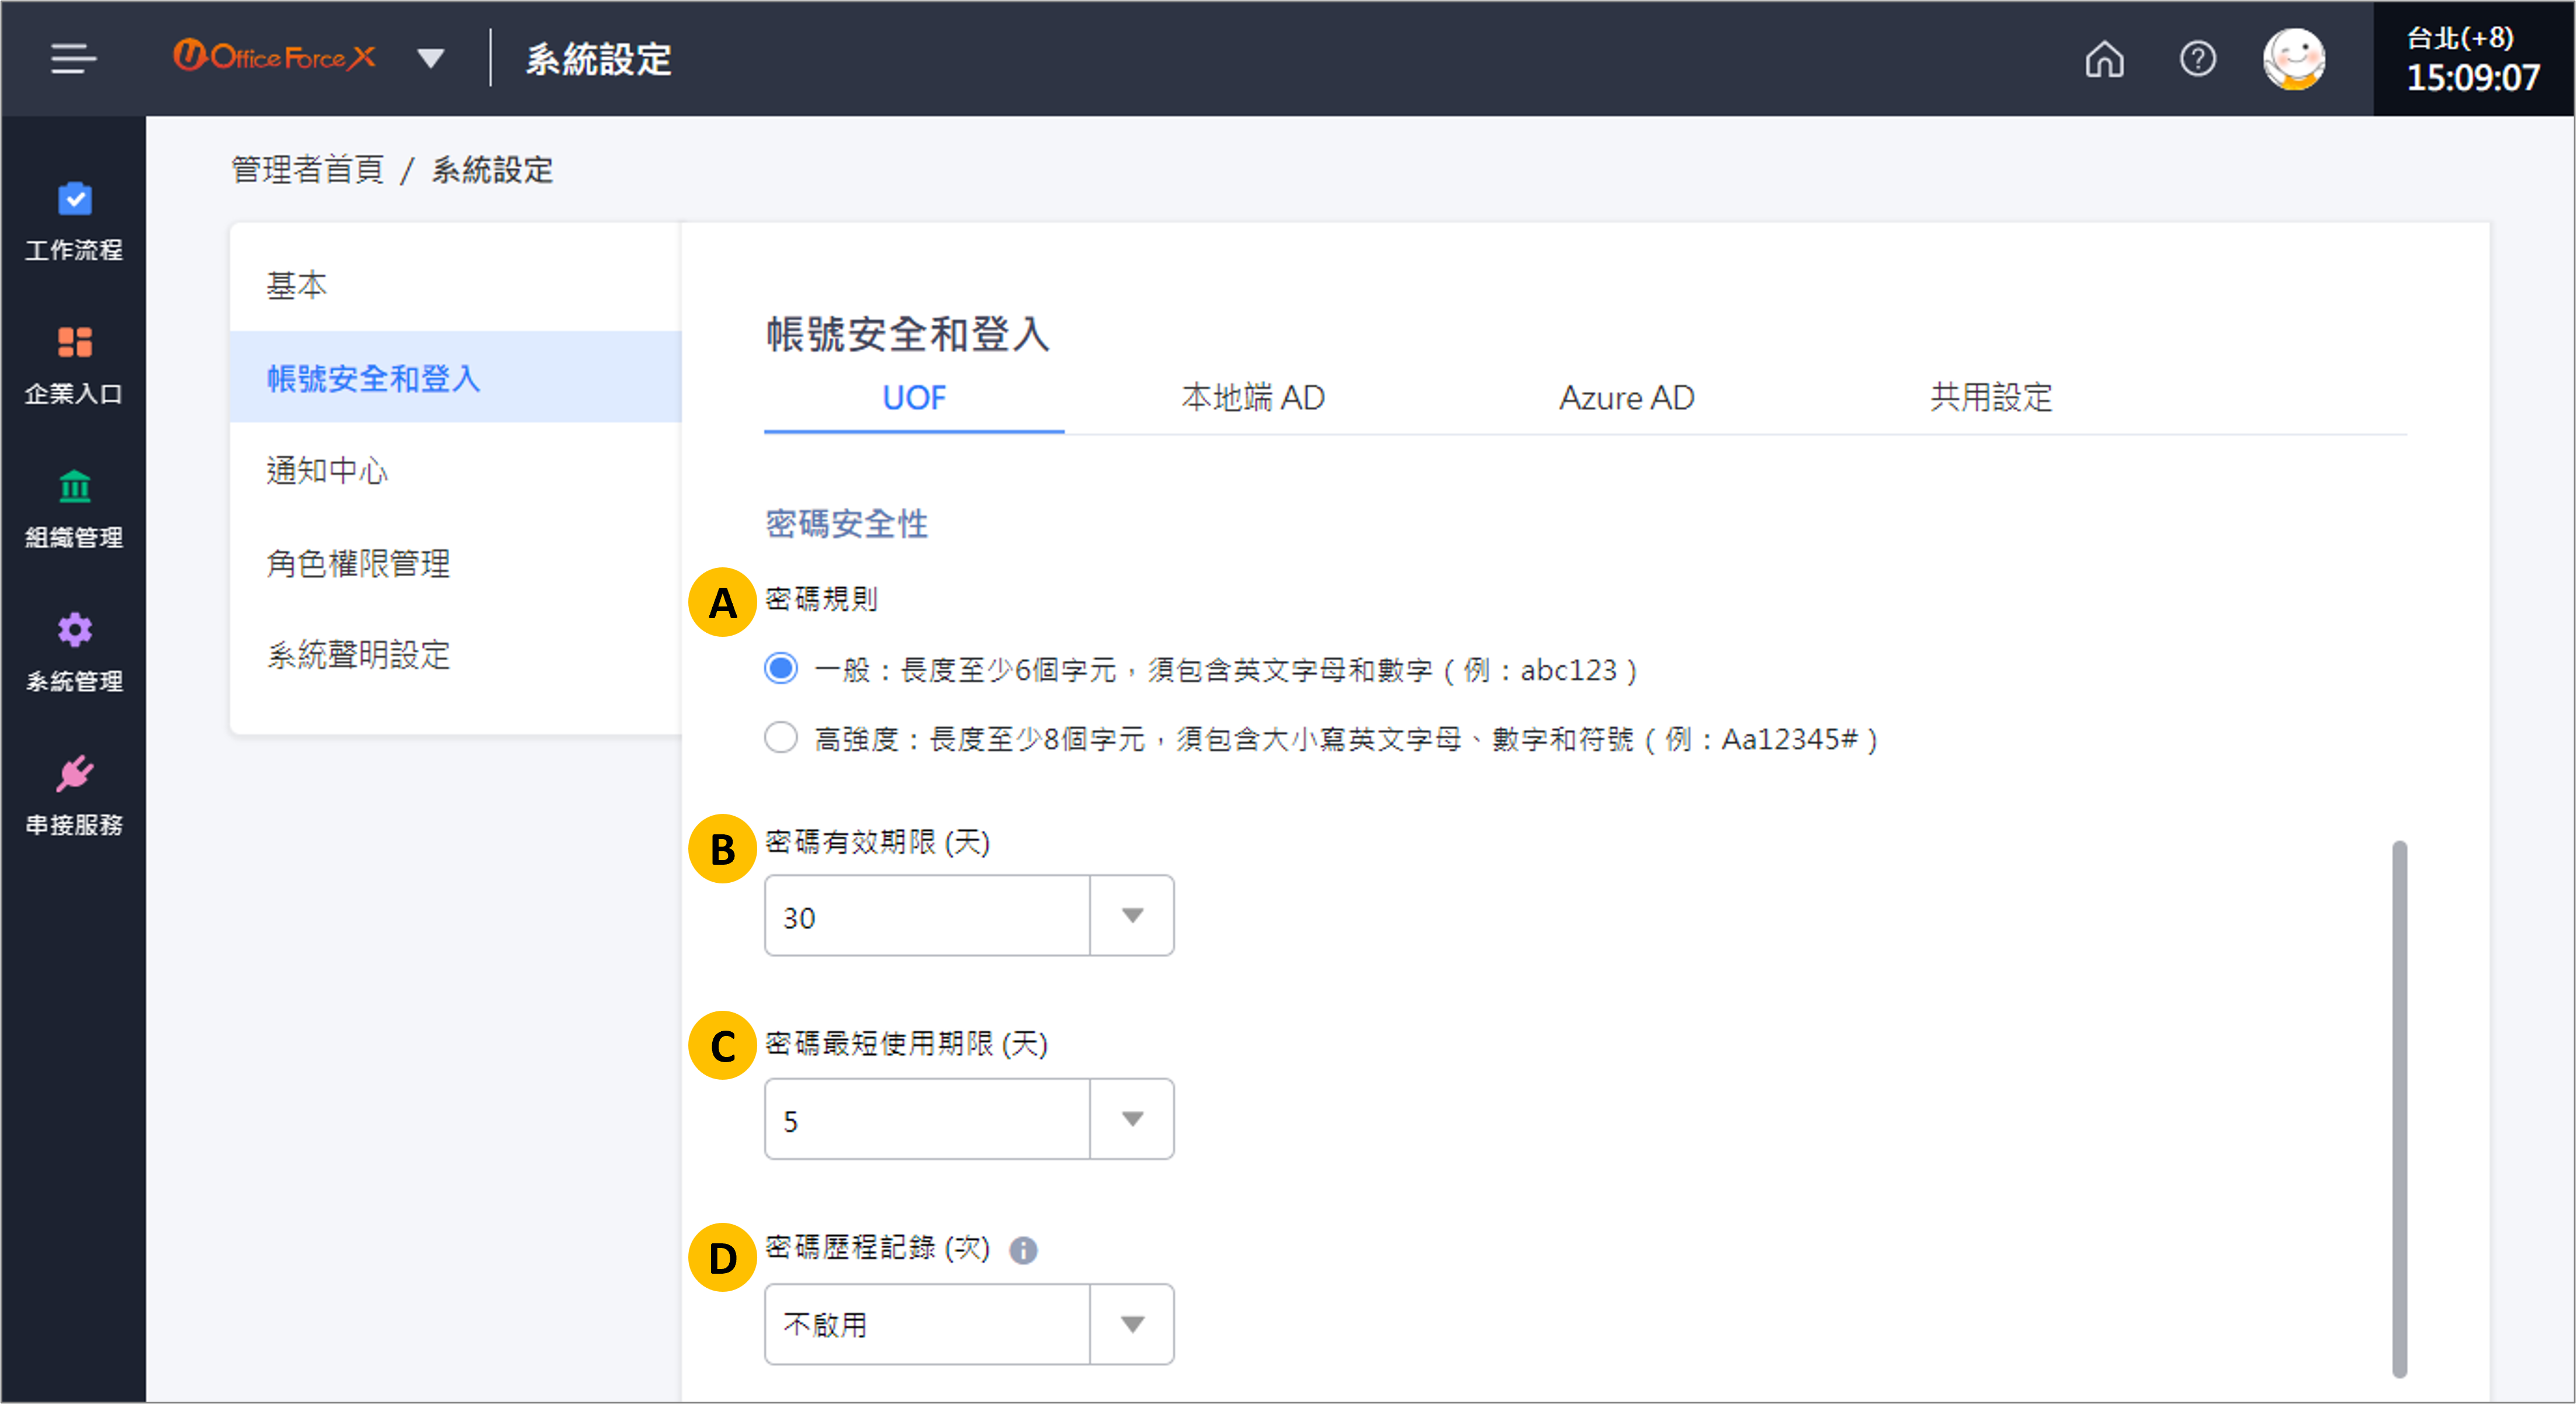 U Office Force X
系統設定
台北(+8)
15:09:07
工作流程
企業入口
組織管理
系統管理
串接服務
管理者首頁 / 系統設定
基本
帳號安全和登入
通知中心
角色權限管理
系統聲明設定
帳號安全和登入
UOF 本地端 AD Azure AD 共用設定
密碼安全性
A 密碼規則
一般：長度至少6個字元，須包含英文字母和數字（例：abc123）
高強度：長度至少8個字元，須包含大小寫英文字母、數字和符號（例：Aa12345#）
B 密碼有效期限 (天)
30
C 密碼最短使用期限 (天)
5
D 密碼歷程記錄 (次)
不啟用